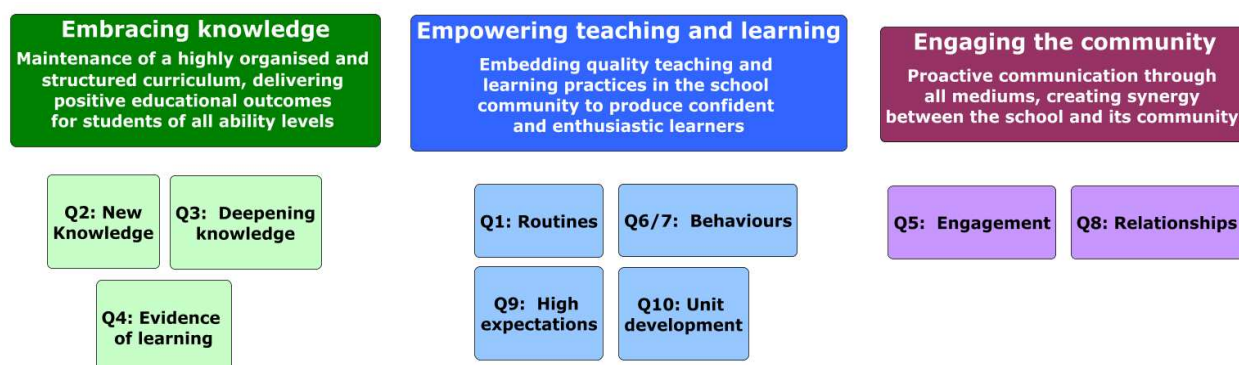 Embracing knowledge
Maintenance of a highly organised and
structured curriculum, delivering
positive educational outcomes
for students of all ability levels
Empowering teaching and learning
Embedding quality teaching and
learning practices in the school
community to produce confident
and enthusiastic learners
Engaging the community
Proactive communication through
all mediums, creating synergy
between the school and its community
Q2: New
Knowledge
Q3: Deepening
knowledge
Q4: Evidence
of learning
Q1: Routines
Q6/7: Behaviours
Q9: High
expectations
Q10: Unit
development
Q5: Engagement
Q8: Relationships